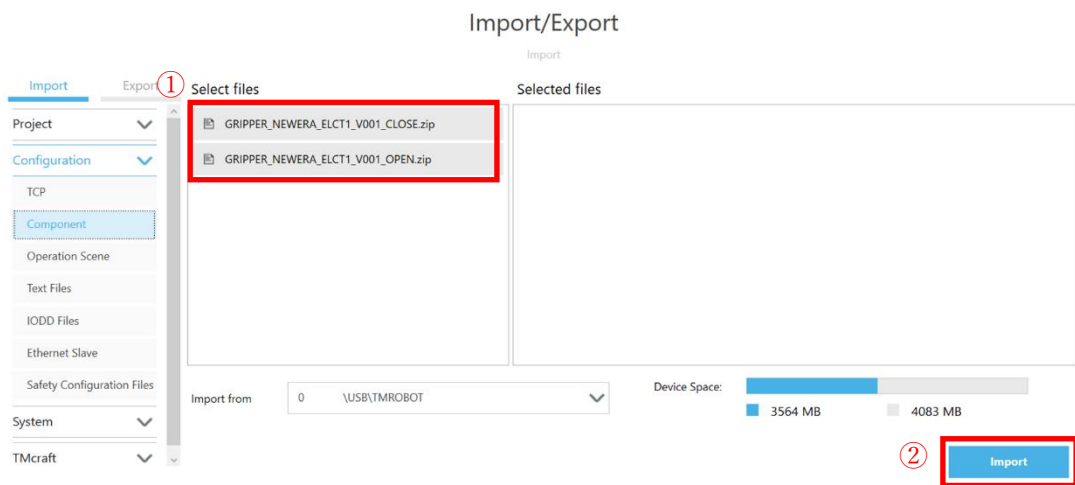 Import/Export
Import
Import Export
① Select files Selected files
Project
GRIPPER_NEWERA_ELCT1_V001_CLOSE.zip
Configuration
GRIPPER_NEWERA_ELCT1_V001_OPEN.zip
TCP
Component
Operation Scene
Text Files
IODD Files
Ethernet Slave
Safety Configuration Files
Import from 0 \USB\TMROBOT
Device Space:
3564 MB 4083 MB
System
TMcraft
② Import